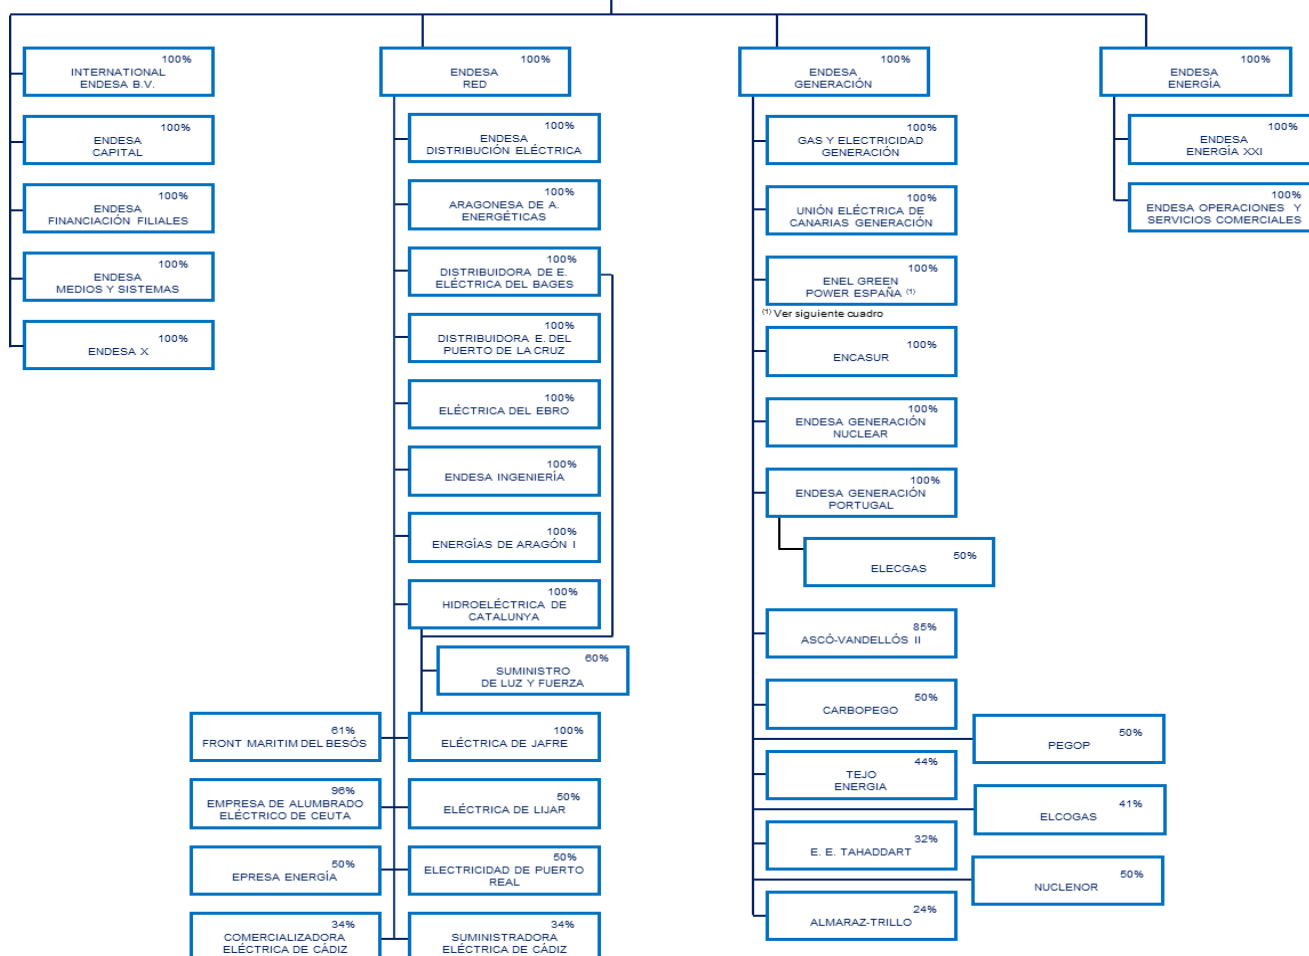 100%
INTERNATIONAL
ENDESA B.V.
100%
ENDESA
CAPITAL
100%
ENDESA
FINANCIACIÓN FILIALES
100%
ENDESA
MEDIOS Y SISTEMAS
100%
ENDESA X
100%
ENDESA
RED
100%
ENDESA
DISTRIBUCIÓN ELÉCTRICA
100%
ARAGONESA DE A.
ENERGÉTICAS
100%
DISTRIBUIDORA DE E.
ELÉCTRICA DEL BAGES
100%
DISTRIBUIDORA E. DEL
PUERTO DE LA CRUZ
100%
ELÉCTRICA DEL EBRO
100%
ENDESA INGENIERÍA
100%
ENERGÍAS DE ARAGÓN I
100%
HIDROELÉCTRICA DE
CATALUNYA
60%
SUMINISTRO
DE LUZ Y FUERZA
61%
FRONT MARITIM DEL BESÓS
100%
ELÉCTRICA DE JAFRE
96%
EMPRESA DE ALUMBRADO
ELÉCTRICO DE CEUTA
50%
ELÉCTRICA DE LIJAR
50%
EPRESA ENERGÍA
50%
ELECTRICIDAD DE PUERTO
REAL
34%
COMERCIALIZADORA
ELÉCTRICA DE CÁDIZ
34%
SUMINISTRADORA
ELÉCTRICA DE CÁDIZ
100%
ENDESA
GENERACIÓN
100%
GAS Y ELECTRICIDAD
GENERACIÓN
100%
UNIÓN ELÉCTRICA DE
CANARIAS GENERACIÓN
100%
ENEL GREEN
POWER ESPAÑA (1)
(1) Ver siguiente cuadro
100%
ENCASUR
100%
ENDESA GENERACIÓN
NUCLEAR
100%
ENDESA GENERACIÓN
PORTUGAL
50%
ELECGAS
85%
ASCÓ-VANDELLÓS II
50%
CARBOPEGO
50%
PEGOP
44%
TEJO
ENERGIA
41%
ELCOGAS
32%
E. E. TAHADDART
50%
NUCLENOR
24%
ALMARAZ-TRILLO
100%
ENDESA
ENERGÍA
100%
ENDESA
ENERGÍA XXI
100%
ENDESA OPERACIONES Y
SERVICIOS COMERCIALES